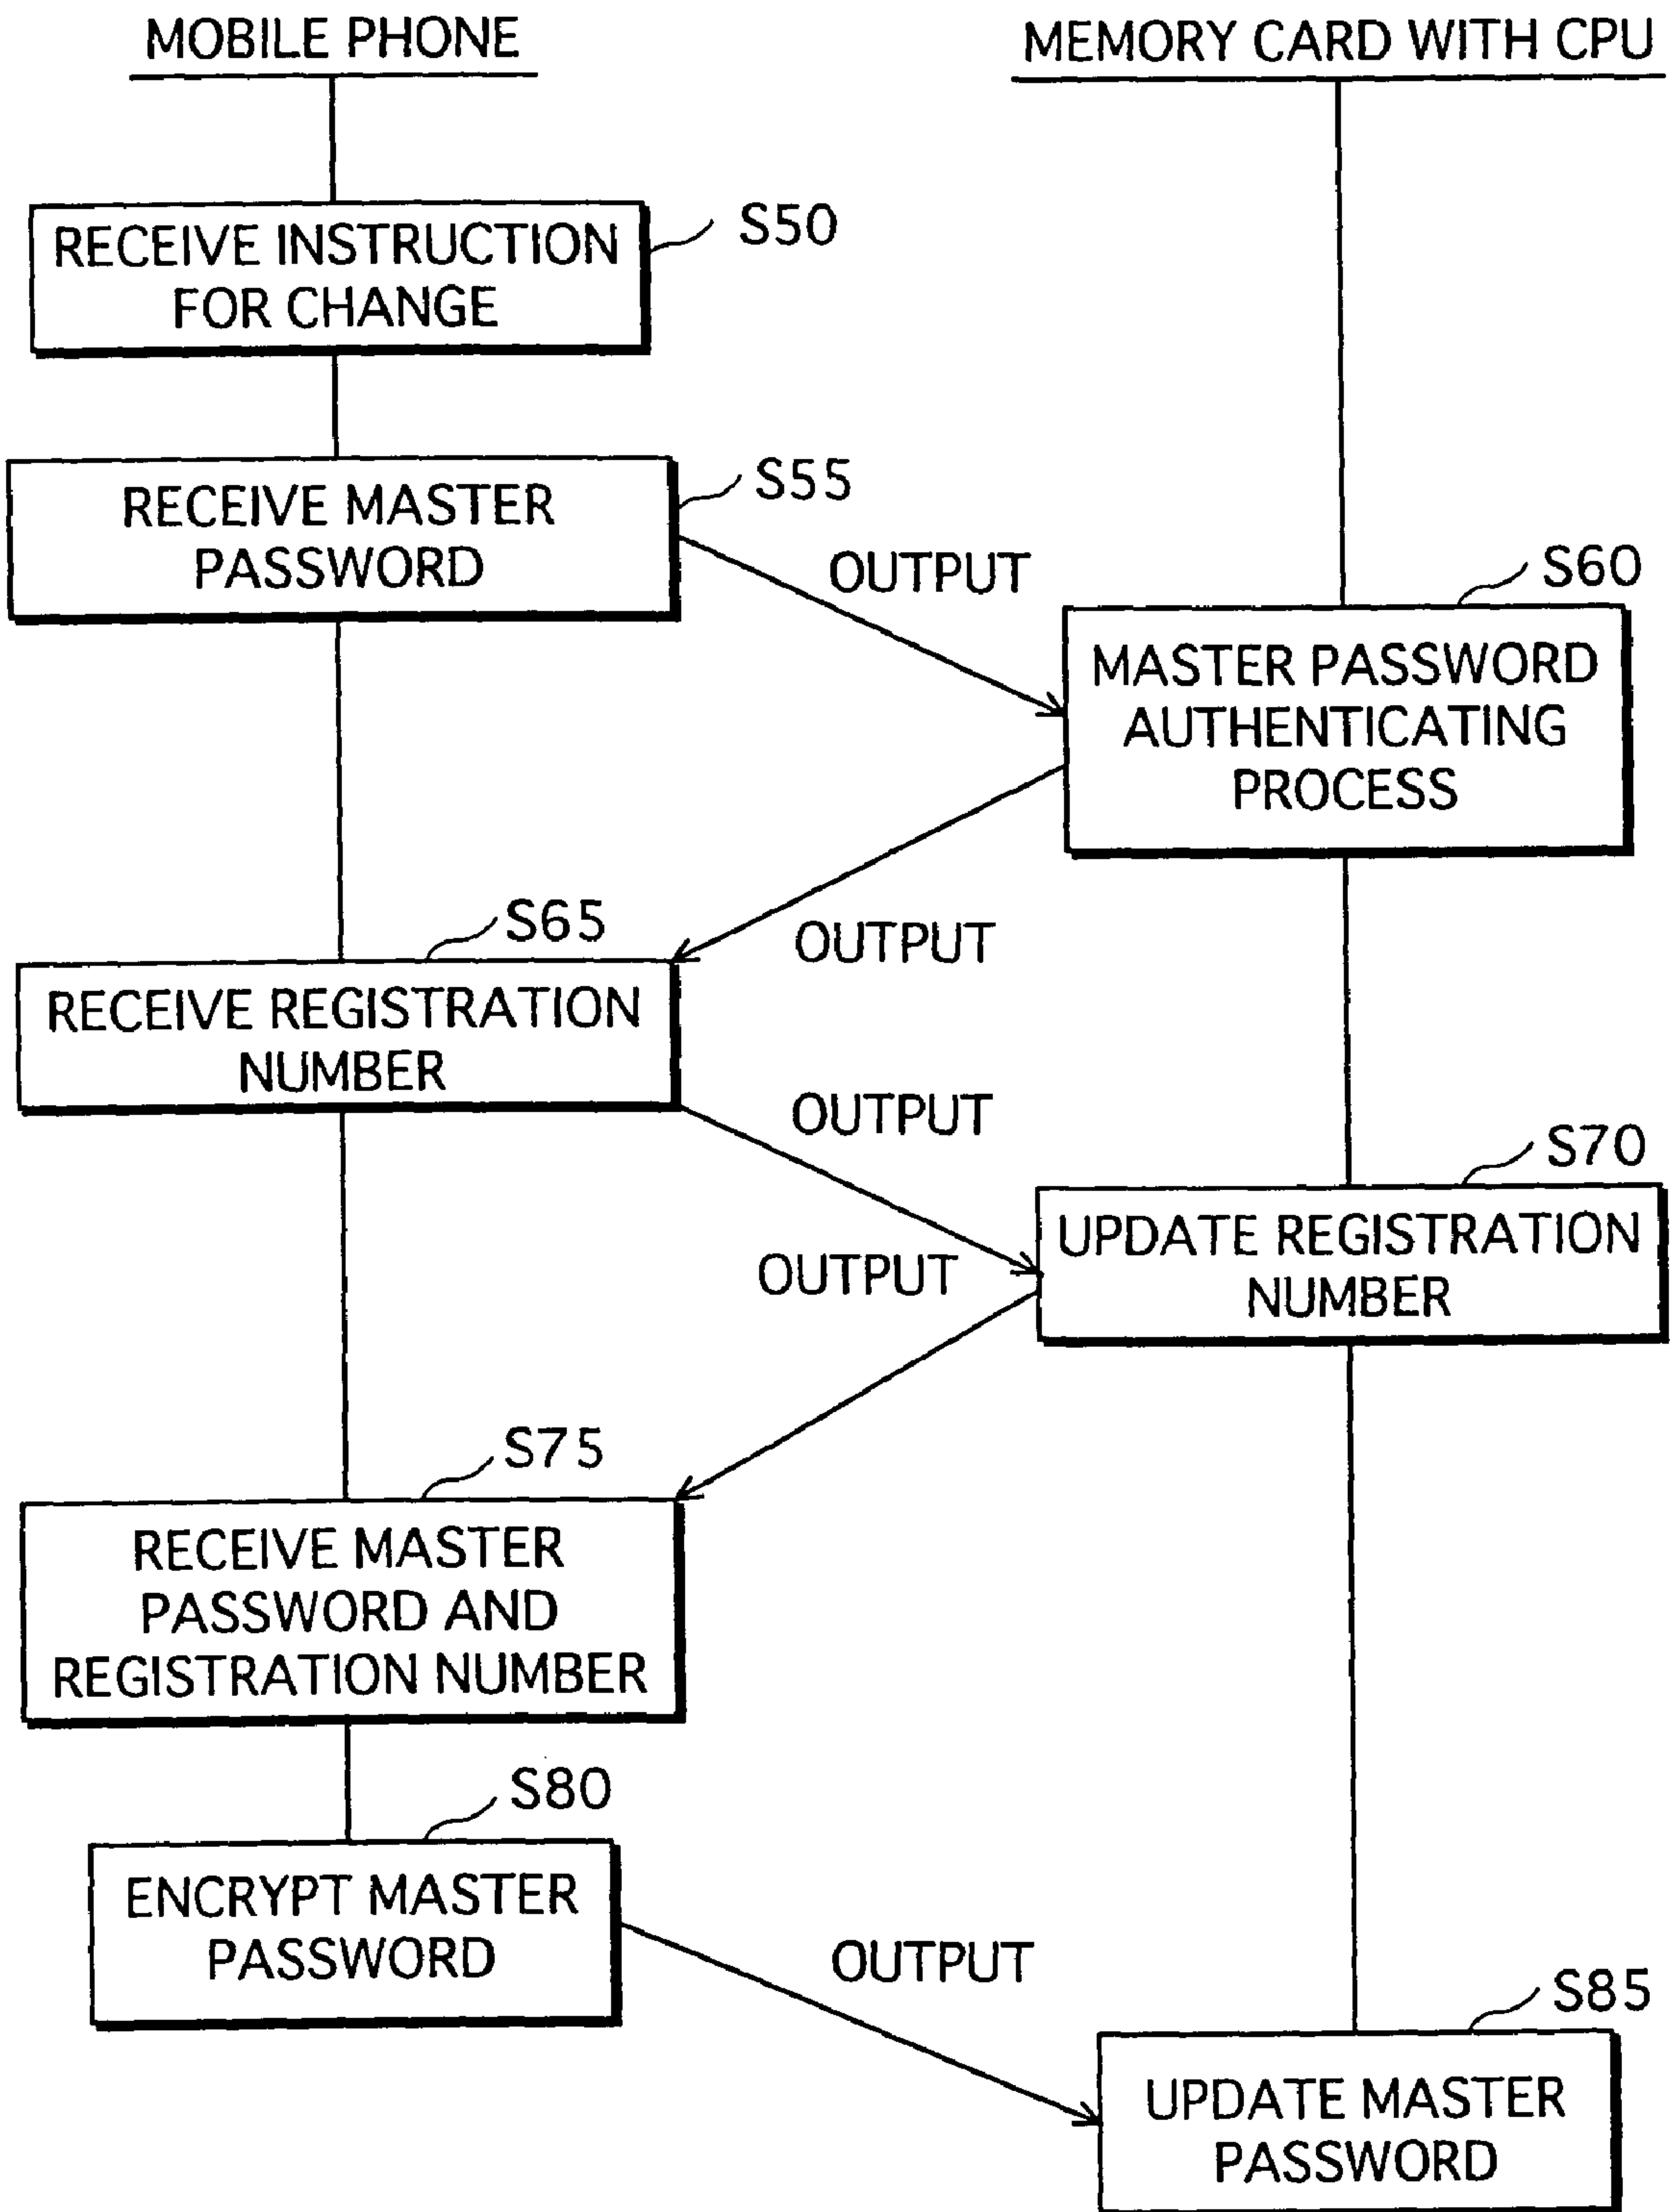 MOBILE PHONE
MEMORY CARD WITH CPU
RECEIVE INSTRUCTION
FOR CHANGE
S50
RECEIVE MASTER
PASSWORD
S55
OUTPUT
S60
MASTER PASSWORD
AUTHENTICATING
PROCESS
OUTPUT
S65
RECEIVE REGISTRATION
NUMBER
OUTPUT
S70
UPDATE REGISTRATION
NUMBER
OUTPUT
S75
RECEIVE MASTER
PASSWORD AND
REGISTRATION NUMBER
S80
ENCRYPT MASTER
PASSWORD
OUTPUT
S85
UPDATE MASTER
PASSWORD